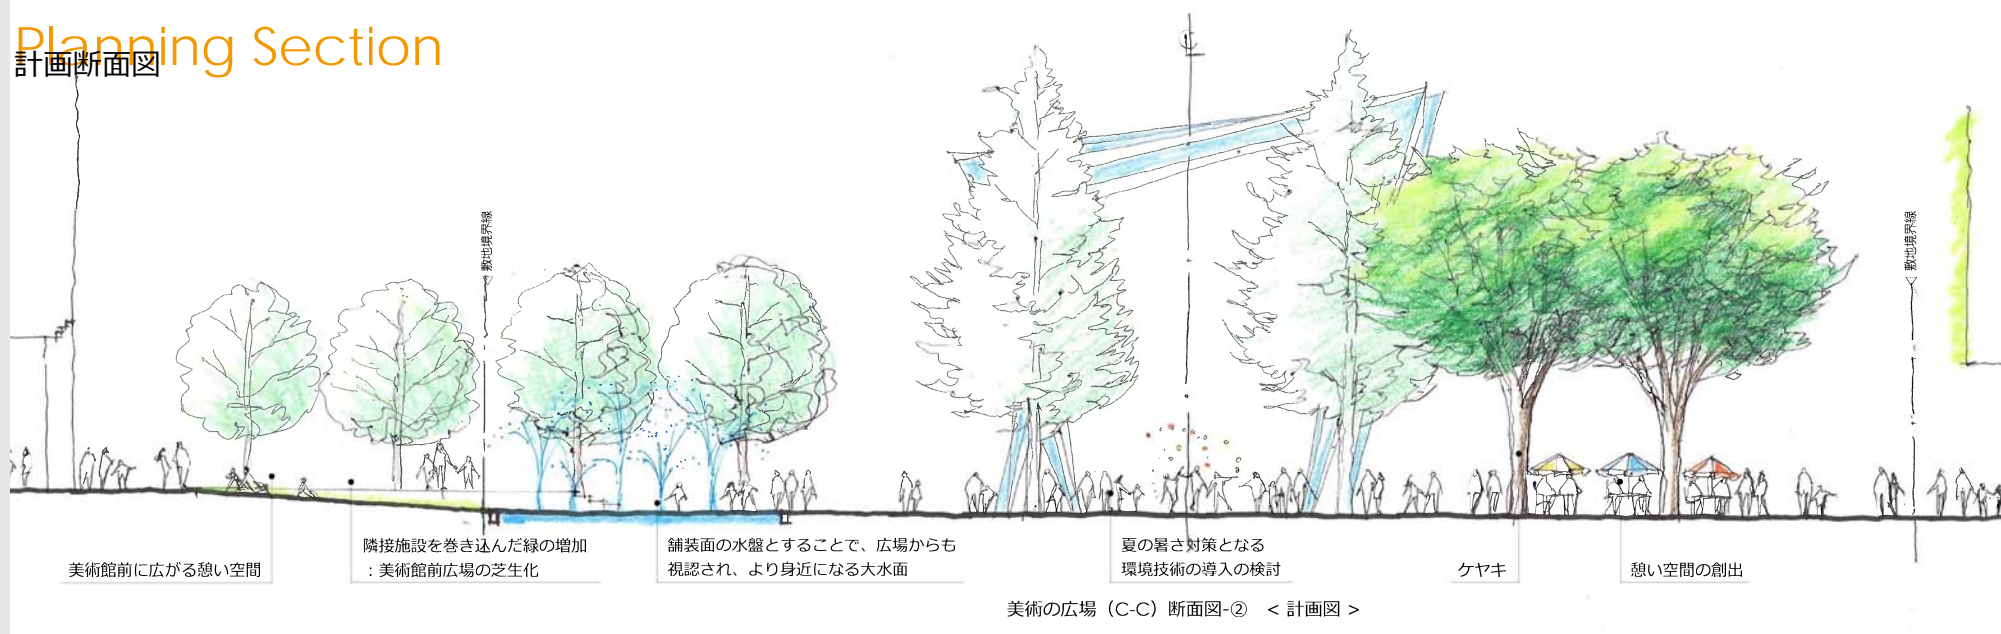 Planning Section
計画断面図
敷地境界線
敷地境界線
美術館前に広がる憩い空間
隣接施設を巻き込んだ緑の増加
：美術館前広場の芝生化
舗装面の水盤とすることで、広場からも
視認され、より身近になる大水面
夏の暑さ対策となる
環境技術の導入の検討
ケヤキ
憩い空間の創出
美術の広場（C-C）断面図-② < 計画図 >